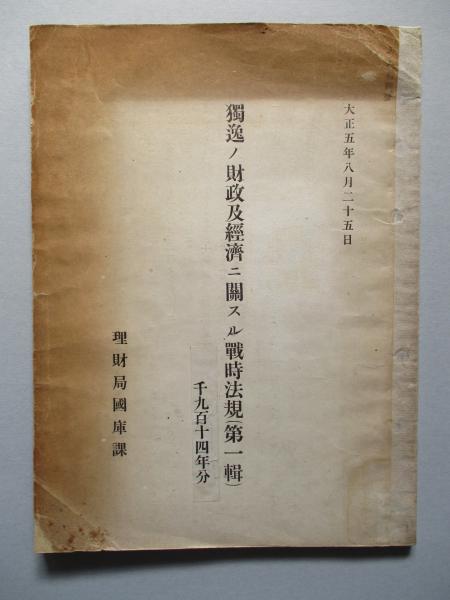 大正五年八月二十五日
獨逸ノ財政及經濟ニ關スル戰時法規(第一輯)
千九百十四年分
理財局國庫課